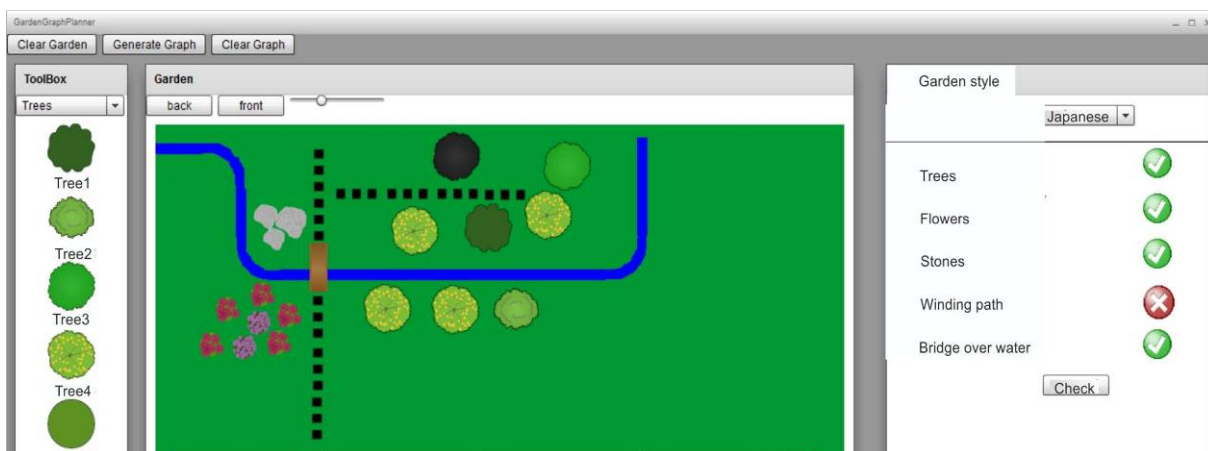 GardenGraphPlanner
Clear Garden Generate Graph Clear Graph
ToolBox
Trees
Tree1
Tree2
Tree3
Tree4
Garden
back front
Garden style
Japanese
Trees
Flowers
Stones
Winding path
Bridge over water
Check